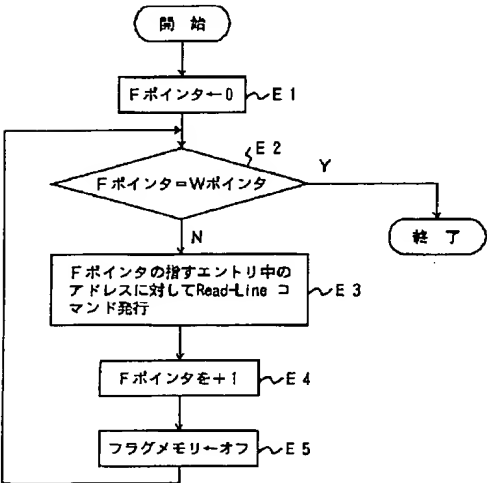 開始
Fポインタ←0
E1
E2
Fポインタ=Wポインタ
Y
N
終了
Fポインタの指すエントリ中の
アドレスに対してRead-Line コ
マンド発行
E3
Fポインタを+1
E4
フラグメモリ←オフ
E5